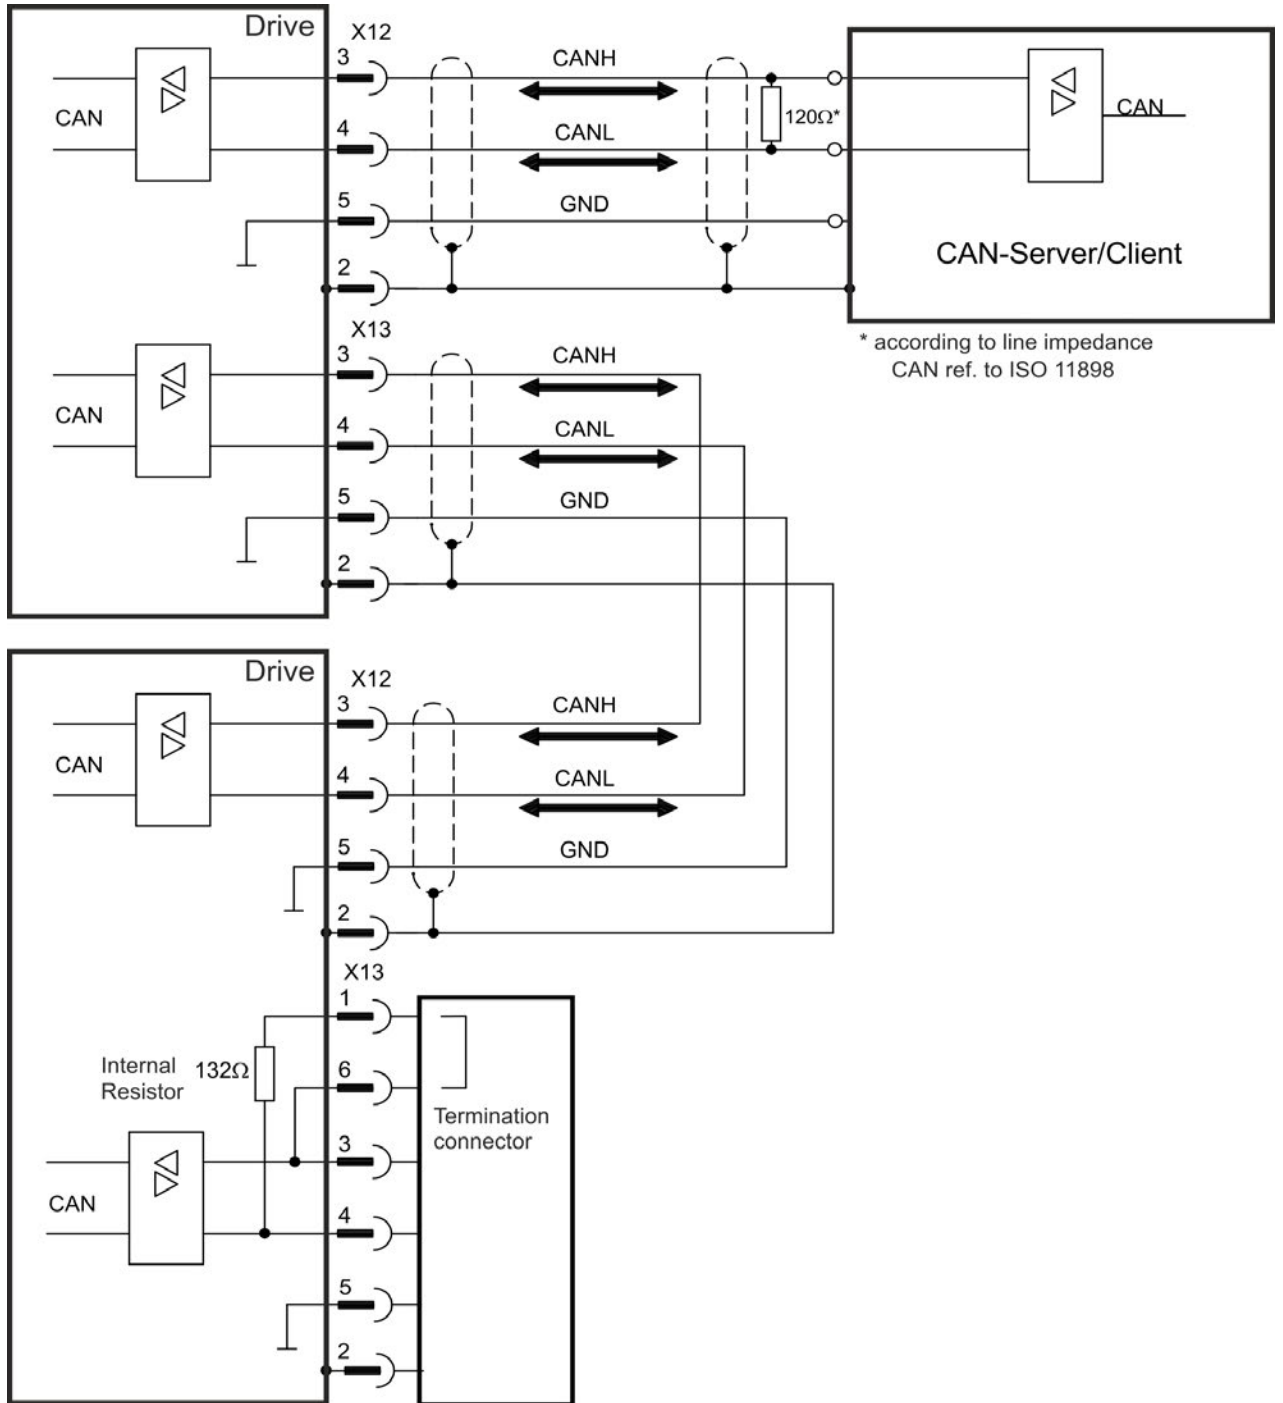 Drive
X12
3
CANH
CAN
4
CANL
120Ω*
CAN
5
GND
2
CAN-Server/Client
X13
* according to line impedance
CAN ref. to ISO 11898
3
CANH
CAN
4
CANL
5
GND
2
Drive
X12
3
CANH
CAN
4
CANL
5
GND
2
X13
1
Internal
Resistor
132Ω
6
Termination
connector
3
CAN
4
5
2